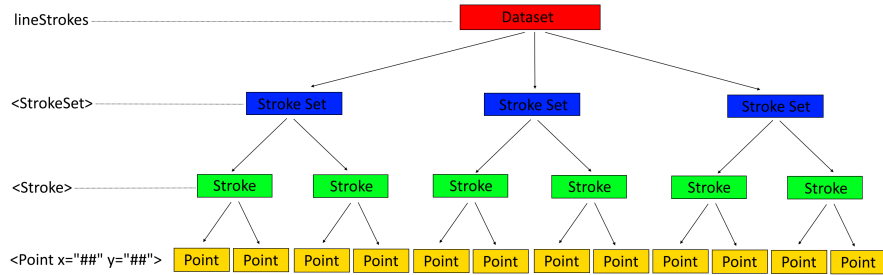 lineStrokes Dataset
<StrokeSet> Stroke Set Stroke Set Stroke Set
<Stroke> Stroke Stroke Stroke Stroke Stroke Stroke
<Point x="##" y="##"> Point Point Point Point Point Point Point Point Point Point Point Point